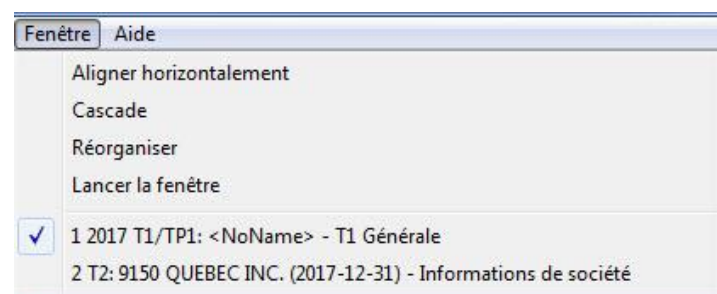 Fenêtre Aide
Aligner horizontalement
Cascade
Réorganiser
Lancer la fenêtre
1 2017 T1/TP1: <NoName> - T1 Générale
2 T2: 9150 QUEBEC INC. (2017-12-31) - Informations de société